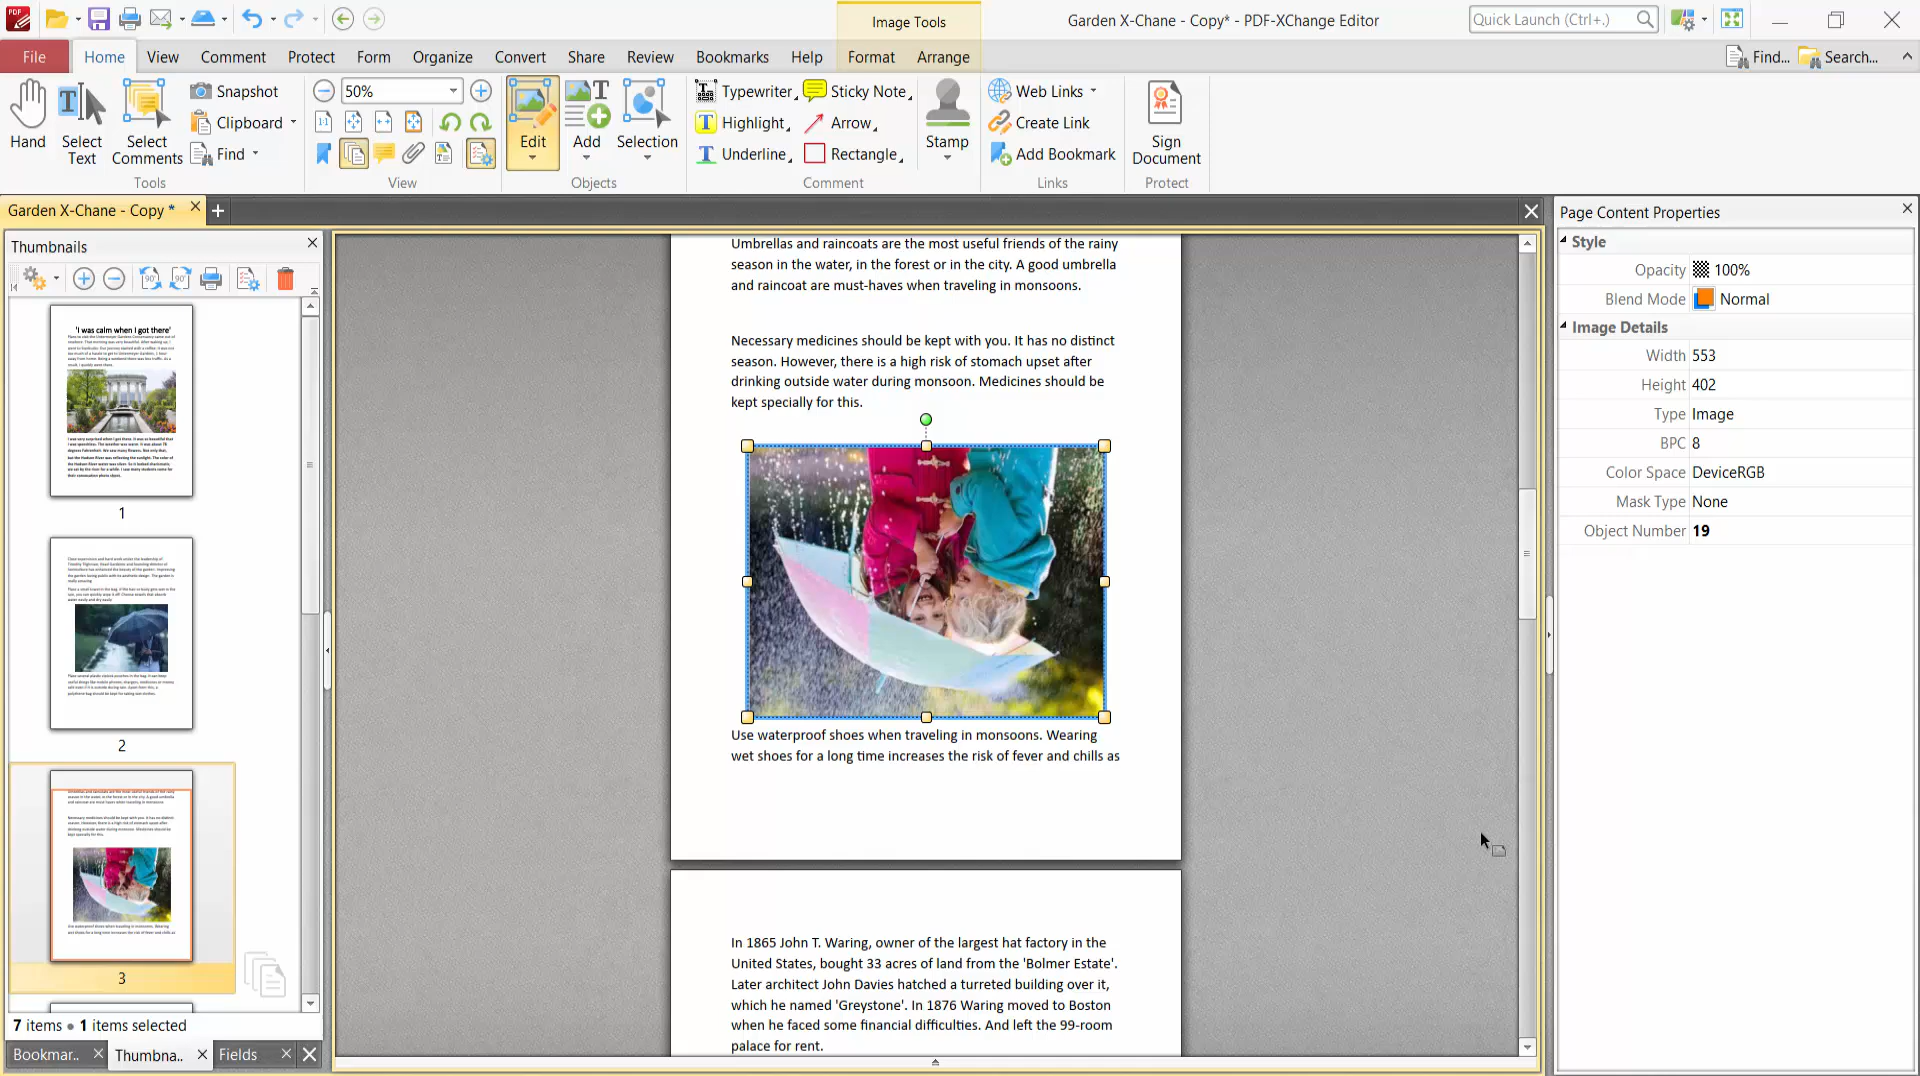 Image Tools
Garden X-Chane - Copy* - PDF-XChange Editor
Quick Launch (Ctrl+.)
File
Home
View
Comment
Protect
Form
Organize
Convert
Share
Review
Bookmarks
Help
Format
Arrange
Find...
Search...
Hand
Select Text
Select Comments
Snapshot
Clipboard
Find
Tools
50%
View
Edit
Add
Selection
Objects
Typewriter
Sticky Note
Highlight
Arrow
Underline
Rectangle
Stamp
Comment
Web Links
Create Link
Add Bookmark
Links
Sign Document
Protect
Garden X-Chane - Copy *
Thumbnails
'I was calm when I got there'
1
2
3
7 items • 1 items selected
Bookmar..
Thumbna..
Fields
Umbrellas and raincoats are the most useful friends of the rainy
season in the water, in the forest or in the city. A good umbrella
and raincoat are must-haves when traveling in monsoons.
Necessary medicines should be kept with you. It has no distinct
season. However, there is a high risk of stomach upset after
drinking outside water during monsoon. Medicines should be
kept specially for this.
Use waterproof shoes when traveling in monsoons. Wearing
wet shoes for a long time increases the risk of fever and chills as
In 1865 John T. Waring, owner of the largest hat factory in the
United States, bought 33 acres of land from the 'Bolmer Estate'.
Later architect John Davies hatched a turreted building over it,
which he named 'Greystone'. In 1876 Waring moved to Boston
when he faced some financial difficulties. And left the 99-room
palace for rent.
Page Content Properties
Style
Opacity 100%
Blend Mode Normal
Image Details
Width 553
Height 402
Type Image
BPC 8
Color Space DeviceRGB
Mask Type None
Object Number 19